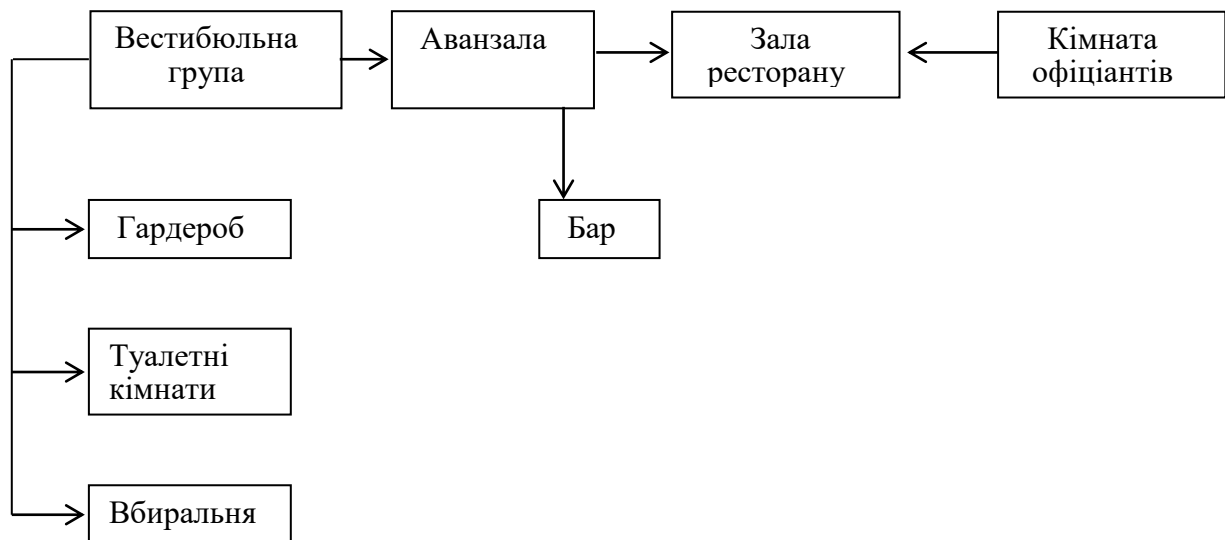 Вестибюльна
група
Аванзала
Зала
ресторану
Кімната
офіціантів
Гардероб
Бар
Туалетні
кімнати
Вбиральня